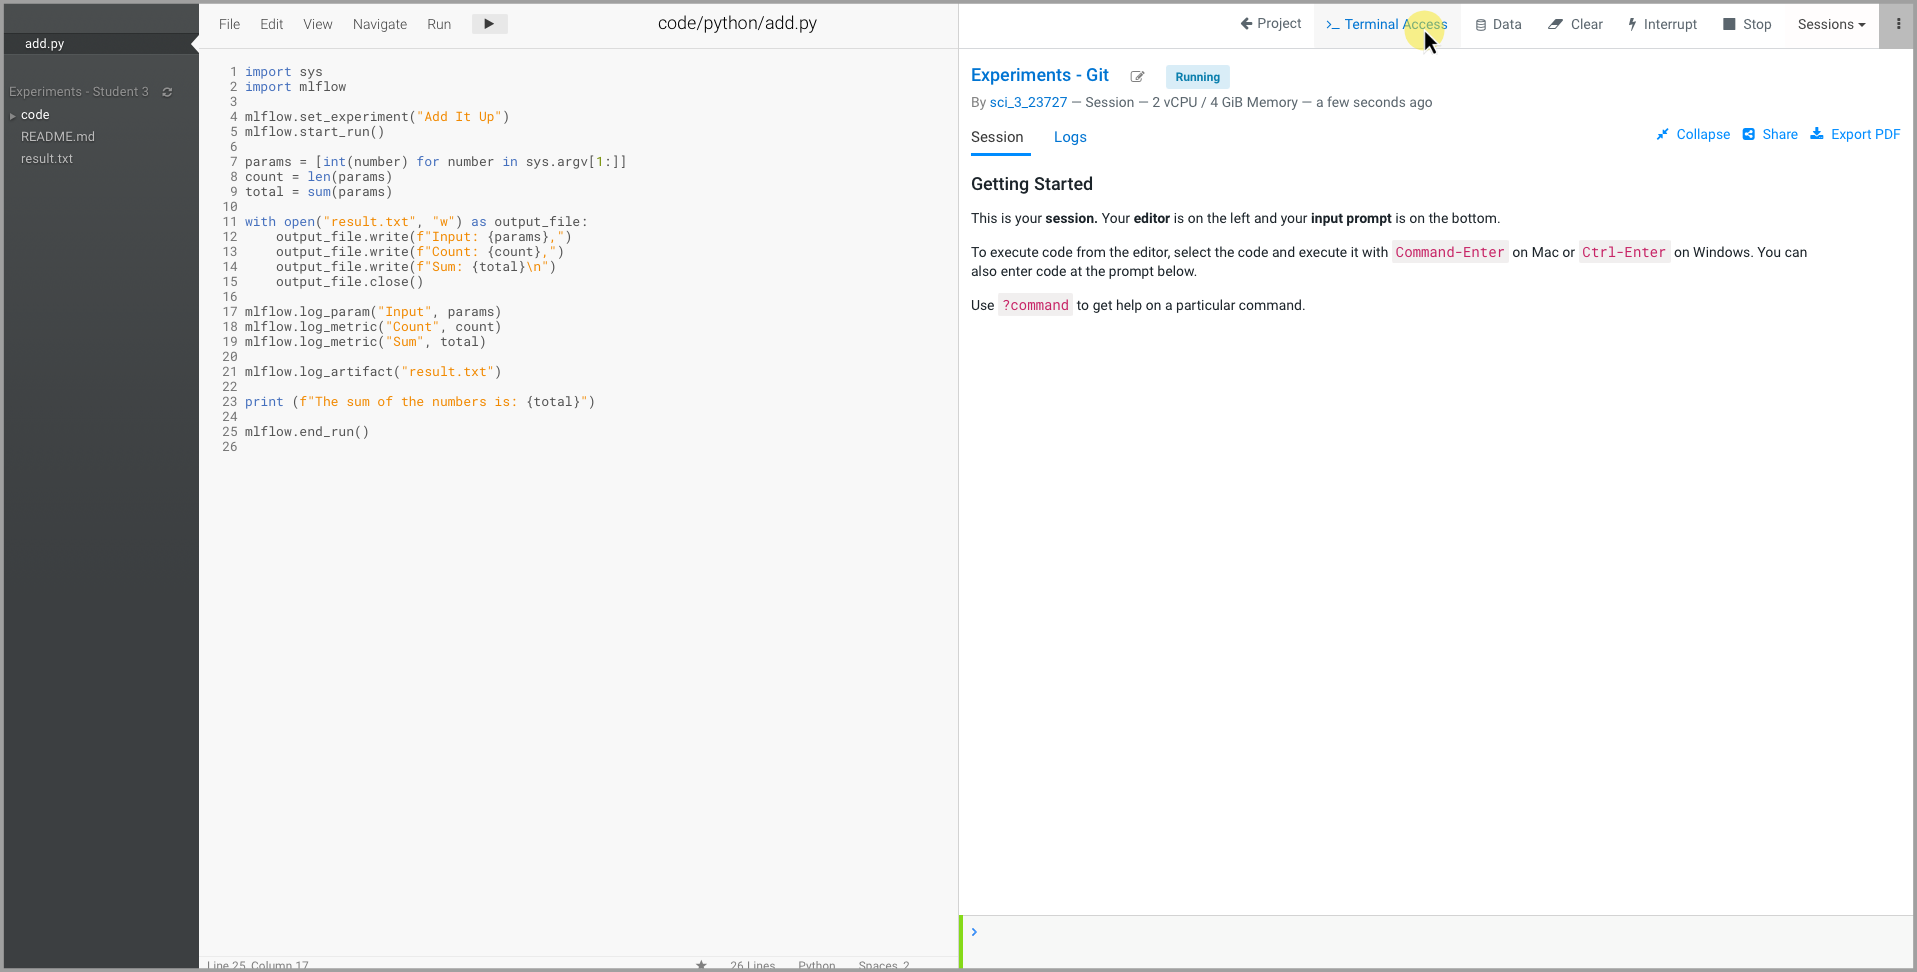 File Edit View Navigate Run
code/python/add.py
Project
>_ Terminal Access
Data
Clear
Interrupt
Stop
Sessions
add.py
Experiments - Student 3
code
README.md
result.txt
1 import sys
2 import mlflow
3
4 mlflow.set_experiment("Add It Up")
5 mlflow.start_run()
6
7 params = [int(number) for number in sys.argv[1:]]
8 count = len(params)
9 total = sum(params)
10
11 with open("result.txt", "w") as output_file:
12     output_file.write(f"Input: {params},")
13     output_file.write(f"Count: {count},")
14     output_file.write(f"Sum: {total}\n")
15     output_file.close()
16
17 mlflow.log_param("Input", params)
18 mlflow.log_metric("Count", count)
19 mlflow.log_metric("Sum", total)
20
21 mlflow.log_artifact("result.txt")
22
23 print (f"The sum of the numbers is: {total}")
24
25 mlflow.end_run()
26
Line 25, Column 17
26 Lines
Python
Spaces 2
Experiments - Git
Running
By sci_3_23727 — Session — 2 vCPU / 4 GiB Memory — a few seconds ago
Session
Logs
Collapse
Share
Export PDF
Getting Started
This is your session. Your editor is on the left and your input prompt is on the bottom.
To execute code from the editor, select the code and execute it with Command-Enter on Mac or Ctrl-Enter on Windows. You can
also enter code at the prompt below.
Use ?command to get help on a particular command.